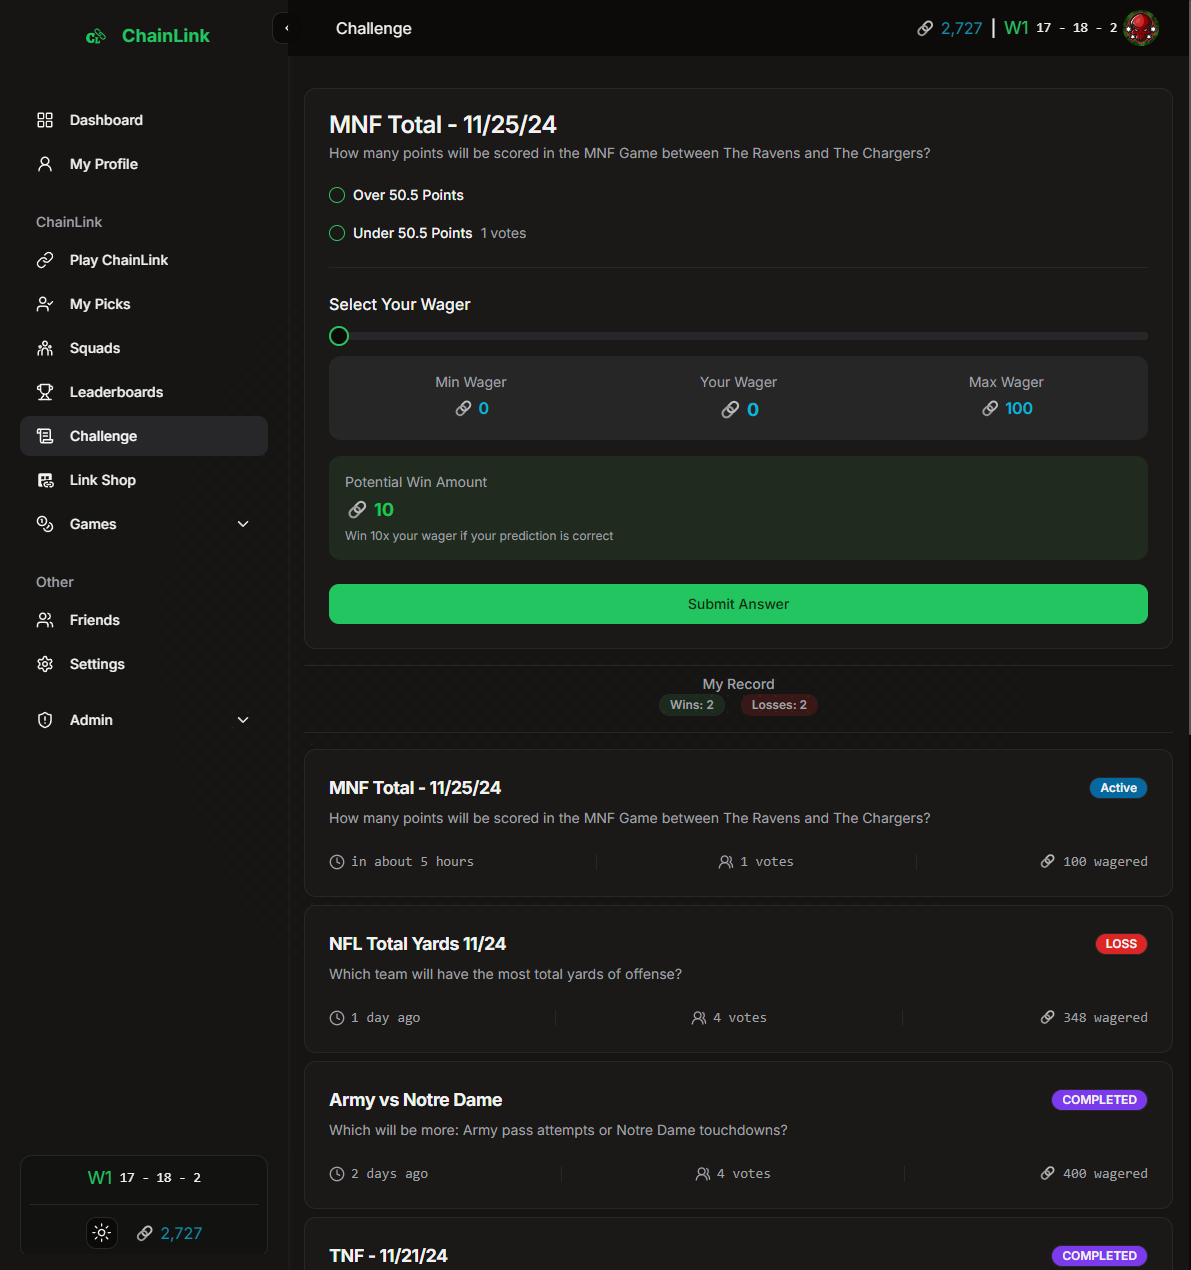 ChainLink
Challenge
2,727 | W1 17 - 18 - 2
Dashboard
My Profile
ChainLink
Play ChainLink
My Picks
Squads
Leaderboards
Challenge
Link Shop
Games
Other
Friends
Settings
Admin
W1 17 - 18 - 2
2,727
MNF Total - 11/25/24
How many points will be scored in the MNF Game between The Ravens and The Chargers?
Over 50.5 Points
Under 50.5 Points 1 votes
Select Your Wager
Min Wager Your Wager Max Wager
0 0 100
Potential Win Amount
10
Win 10x your wager if your prediction is correct
Submit Answer
My Record
Wins: 2 Losses: 2
MNF Total - 11/25/24 Active
How many points will be scored in the MNF Game between The Ravens and The Chargers?
in about 5 hours 1 votes 100 wagered
NFL Total Yards 11/24 LOSS
Which team will have the most total yards of offense?
1 day ago 4 votes 348 wagered
Army vs Notre Dame COMPLETED
Which will be more: Army pass attempts or Notre Dame touchdowns?
2 days ago 4 votes 400 wagered
TNF - 11/21/24 COMPLETED